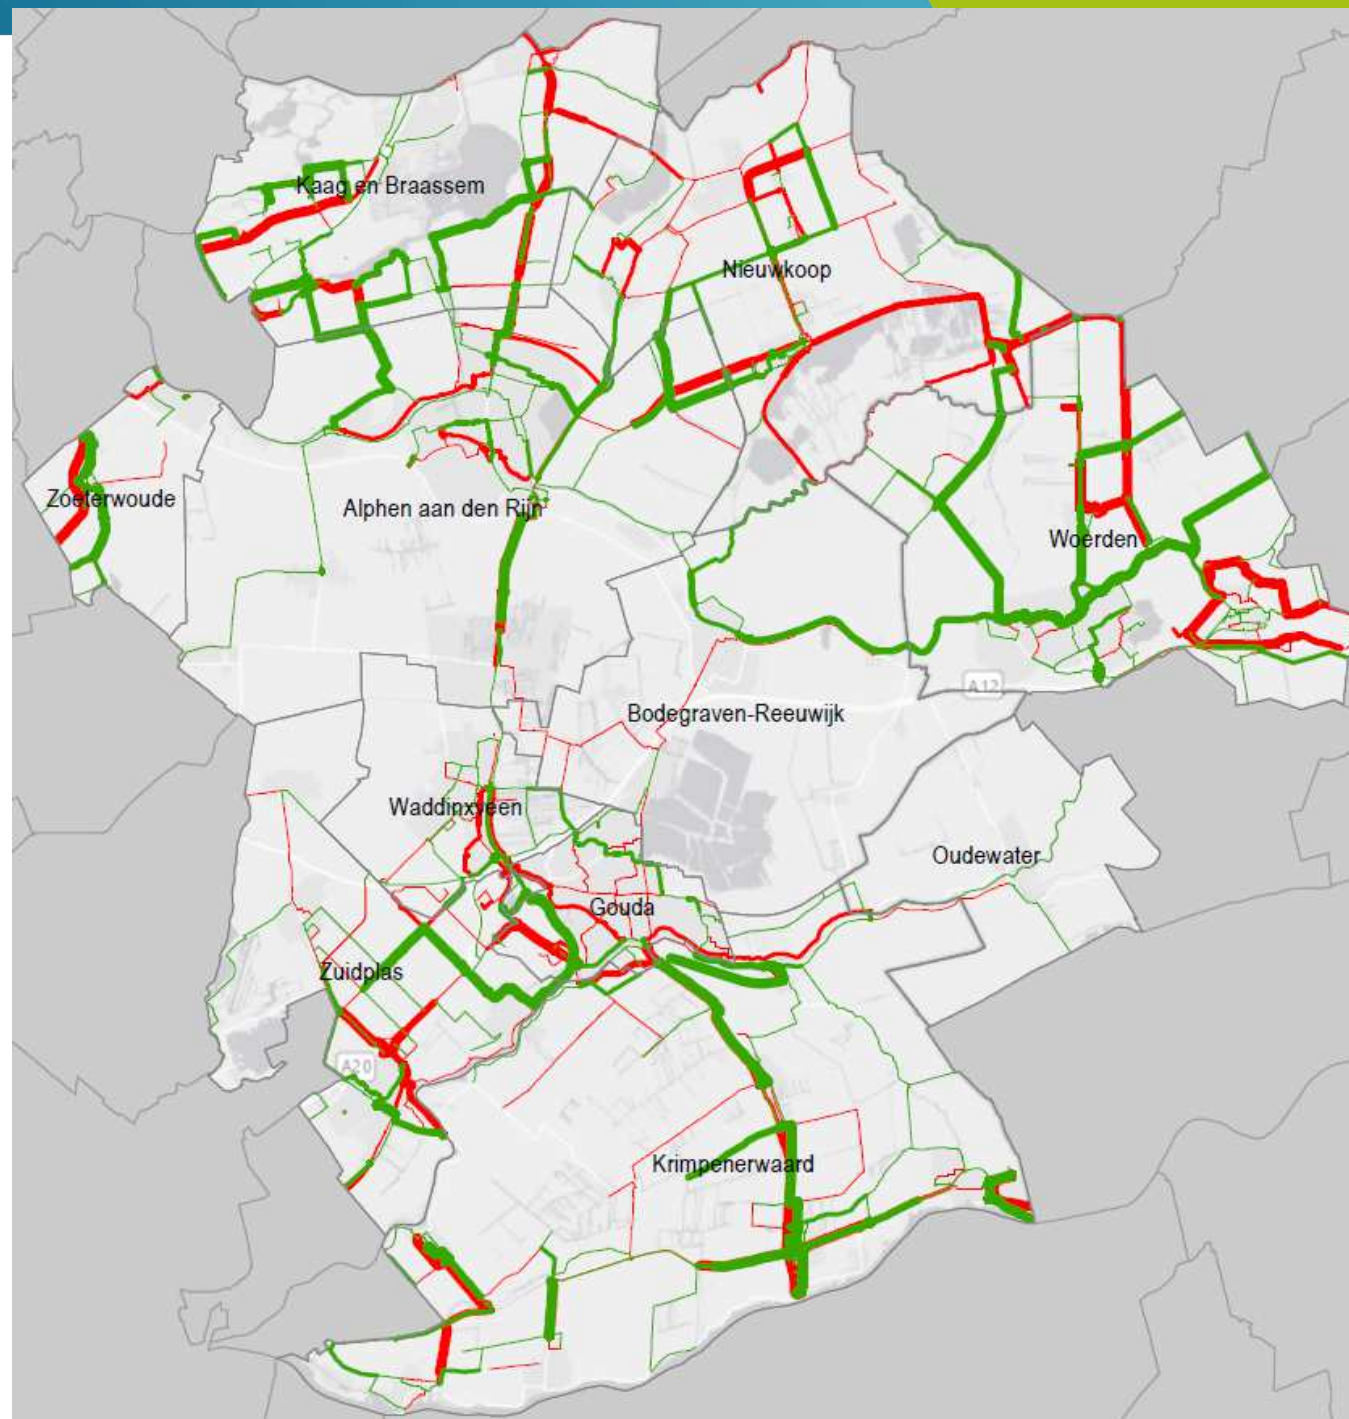 Kaag en Braassem
Nieuwkoop
Zoeterwoude
Alphen aan den Rijn
Woerden
A12
Bodegraven-Reeuwijk
Waddinxveen
Oudewater
Gouda
Zuidplas
A20
Krimpenerwaard